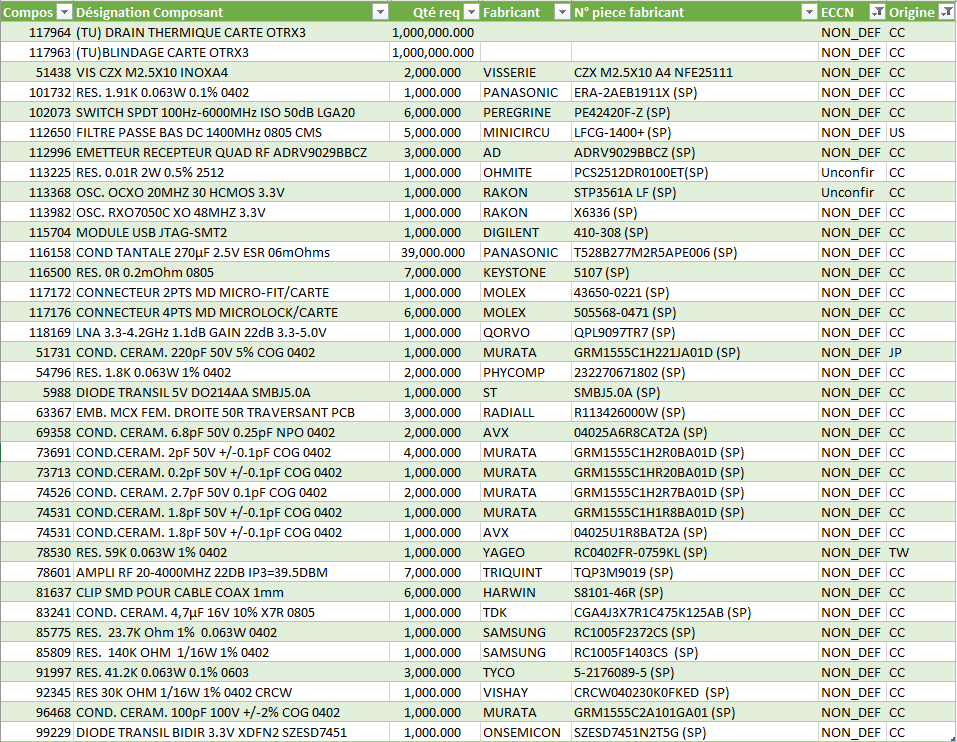 Compos Désignation Composant Qté req Fabricant N° piece fabricant ECCN Origine
117964 (TU) DRAIN THERMIQUE CARTE OTRX3 1,000,000.000 NON_DEF CC
117963 (TU)BLINDAGE CARTE OTRX3 1,000,000.000 NON_DEF CC
51438 VIS CZX M2.5X10 INOXA4 2,000.000 VISSERIE CZX M2.5X10 A4 NFE25111 NON_DEF CC
101732 RES. 1.91K 0.063W 0.1% 0402 1,000.000 PANASONIC ERA-2AEB1911X (SP) NON_DEF CC
102073 SWITCH SPDT 100Hz-6000MHz ISO 50dB LGA20 6,000.000 PEREGRINE PE42420F-Z (SP) NON_DEF CC
112650 FILTRE PASSE BAS DC 1400MHz 0805 CMS 5,000.000 MINICIRCU LFCG-1400+ (SP) NON_DEF US
112996 EMETTEUR RECEPTEUR QUAD RF ADRV9029BBCZ 3,000.000 AD ADRV9029BBCZ (SP) NON_DEF CC
113225 RES. 0.01R 2W 0.5% 2512 1,000.000 OHMITE PCS2512DR0100ET(SP) Unconfir CC
113368 OSC. OCXO 20MHZ 30 HCMOS 3.3V 1,000.000 RAKON STP3561A LF (SP) Unconfir CC
113982 OSC. RXO7050C XO 48MHZ 3.3V 1,000.000 RAKON X6336 (SP) NON_DEF CC
115704 MODULE USB JTAG-SMT2 1,000.000 DIGILENT 410-308 (SP) NON_DEF CC
116158 COND TANTALE 270µF 2.5V ESR 06mOhms 39,000.000 PANASONIC T528B277M2R5APE006 (SP) NON_DEF CC
116500 RES. 0R 0.2mOhm 0805 7,000.000 KEYSTONE 5107 (SP) NON_DEF CC
117172 CONNECTEUR 2PTS MD MICRO-FIT/CARTE 1,000.000 MOLEX 43650-0221 (SP) NON_DEF CC
117176 CONNECTEUR 4PTS MD MICROLOCK/CARTE 6,000.000 MOLEX 505568-0471 (SP) NON_DEF CC
118169 LNA 3.3-4.2GHz 1.1dB GAIN 22dB 3.3-5.0V 1,000.000 QORVO QPL9097TR7 (SP) NON_DEF CC
51731 COND. CERAM. 220pF 50V 5% COG 0402 1,000.000 MURATA GRM1555C1H221JA01D (SP) NON_DEF JP
54796 RES. 1.8K 0.063W 1% 0402 2,000.000 PHYCOMP 232270671802 (SP) NON_DEF CC
5988 DIODE TRANSIL 5V DO214AA SMBJ5.0A 1,000.000 ST SMBJ5.0A (SP) NON_DEF CC
63367 EMB. MCX FEM. DROITE 50R TRAVERSANT PCB 3,000.000 RADIALL R113426000W (SP) NON_DEF CC
69358 COND. CERAM. 6.8pF 50V 0.25pF NPO 0402 2,000.000 AVX 04025A6R8CAT2A (SP) NON_DEF CC
73691 COND.CERAM. 2pF 50V +/-0.1pF COG 0402 4,000.000 MURATA GRM1555C1H2R0BA01D (SP) NON_DEF CC
73713 COND.CERAM. 0.2pF 50V +/-0.1pF COG 0402 1,000.000 MURATA GRM1555C1HR20BA01D (SP) NON_DEF CC
74526 COND.CERAM. 2.7pF 50V 0.1pF COG 0402 2,000.000 MURATA GRM1555C1H2R7BA01D (SP) NON_DEF CC
74531 COND.CERAM. 1.8pF 50V +/-0.1pF COG 0402 1,000.000 MURATA GRM1555C1H1R8BA01D (SP) NON_DEF CC
74531 COND.CERAM. 1.8pF 50V +/-0.1pF COG 0402 1,000.000 AVX 04025U1R8BAT2A (SP) NON_DEF CC
78530 RES. 59K 0.063W 1% 0402 1,000.000 YAGEO RC0402FR-0759KL (SP) NON_DEF TW
78601 AMPLI RF 20-4000MHZ 22DB IP3=39.5DBM 7,000.000 TRIQUINT TQP3M9019 (SP) NON_DEF CC
81637 CLIP SMD POUR CABLE COAX 1mm 6,000.000 HARWIN S8101-46R (SP) NON_DEF CC
83241 COND. CERAM. 4,7µF 16V 10% X7R 0805 1,000.000 TDK CGA4J3X7R1C475K125AB (SP) NON_DEF CC
85775 RES. 23.7K Ohm 1% 0.063W 0402 1,000.000 SAMSUNG RC1005F2372CS (SP) NON_DEF CC
85809 RES. 140K OHM 1/16W 1% 0402 1,000.000 SAMSUNG RC1005F1403CS (SP) NON_DEF CC
91997 RES. 41.2K 0.063W 0.1% 0603 3,000.000 TYCO 5-2176089-5 (SP) NON_DEF CC
92345 RES 30K OHM 1/16W 1% 0402 CRCW 1,000.000 VISHAY CRCW040230K0FKED (SP) NON_DEF CC
96468 COND. CERAM. 100pF 100V +/-2% COG 0402 1,000.000 MURATA GRM1555C2A101GA01 (SP) NON_DEF CC
99229 DIODE TRANSIL BIDIR 3.3V XDFN2 SZESD7451 1,000.000 ONSEMICON SZESD7451N2T5G (SP) NON_DEF CC